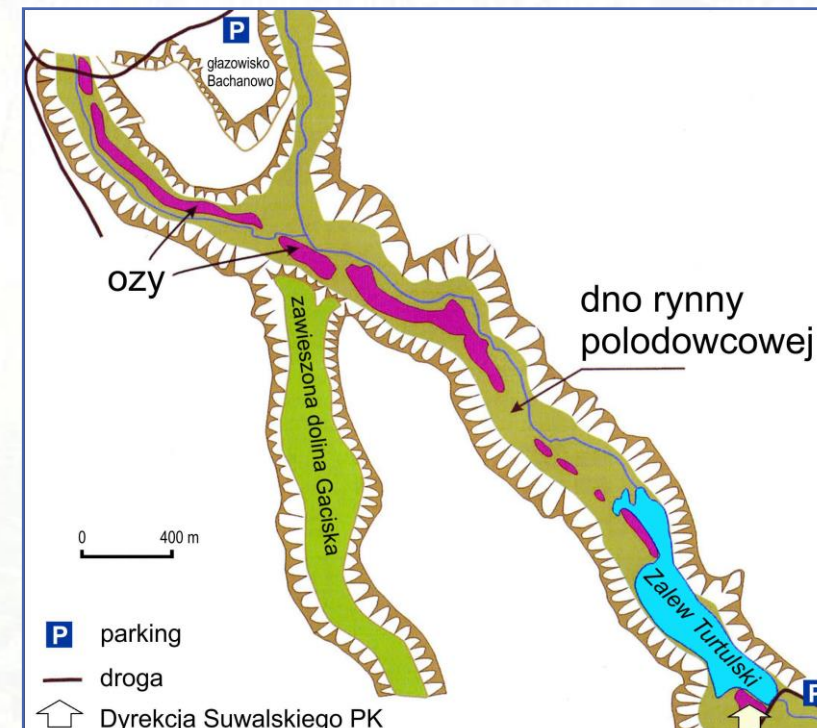 P
głazowisko
Bachanowo
ozy
dno rynny
polodowcowej
zawieszona dolina Gaciska
0 400 m
Zalew Turtulski
P parking
droga
Dyrekcja Suwalskiego PK
P